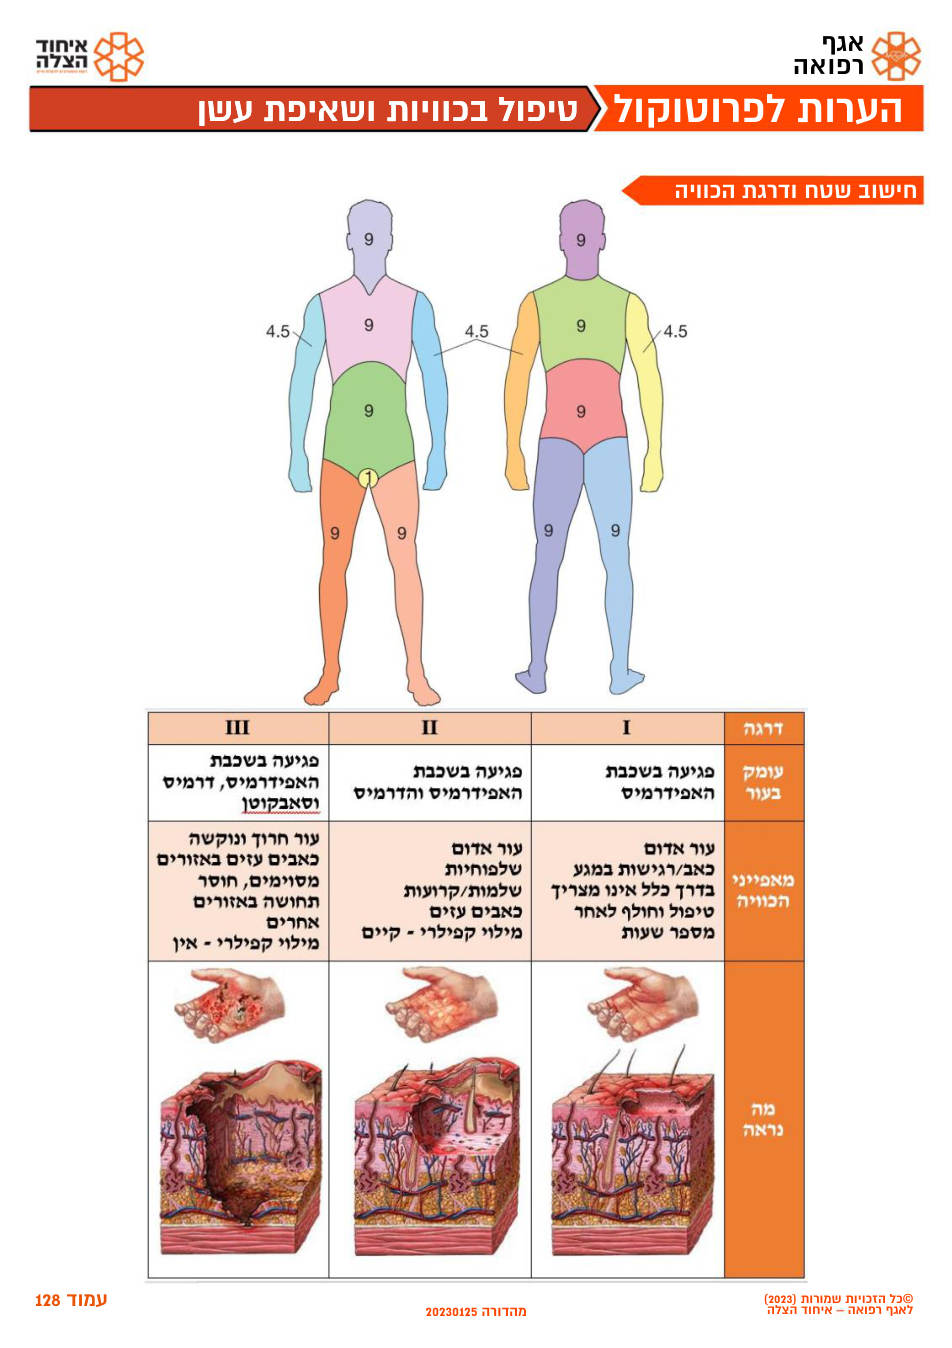 אגף
רפואה
איחוד
הצלה
הערות לפרוטוקול
טיפול בכוויות ושאיפת עשן
חישוב שטח ודרגת הכוויה
9
9
9
9
4.5
4.5
4.5
9
9
1
9
9
9
9
דרגה
I
II
III
עומק
בעור
פגיעה בשכבת
האפידרמיס
פגיעה בשכבת
האפידרמיס והדרמיס
פגיעה בשכבת
האפידרמיס, דרמיס
וסאבקוטן
מאפייני
הכוויה
עור אדום
כאב/רגישות במגע
בדרך כלל אינו מצריך
טיפול וחולף לאחר
מספר שעות
עור אדום
שלפוחיות
שלמות/קרועות
כאבים עזים
מילוי קפילרי - קיים
עור חרוך ונוקשה
כאבים עזים באזורים
מסוימים, חוסר
תחושה באזורים
אחרים
מילוי קפילרי - אין
מה
נראה
©כל הזכויות שמורות (2023)
לאגף רפואה – איחוד הצלה
מהדורה 20230125
עמוד 128